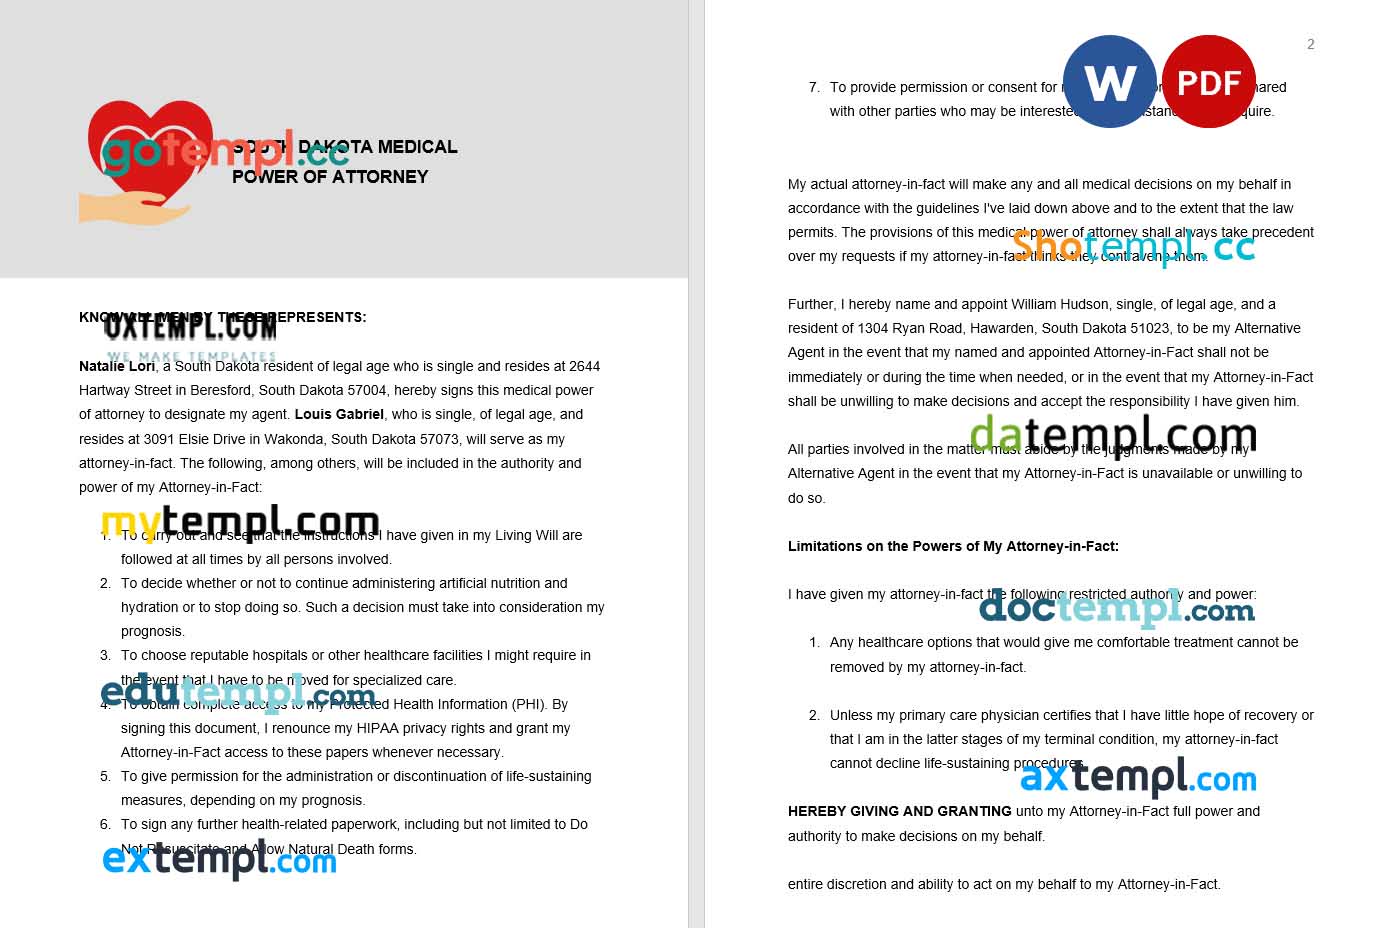 SOUTH DAKOTA MEDICAL
gotempl.cc
POWER OF ATTORNEY
KNOW ALL MEN BY THESE REPRESENTS:
OXTEMPL.COM
WE MAKE TEMPLATES
Natalie Lori, a South Dakota resident of legal age who is single and resides at 2644
Hartway Street in Beresford, South Dakota 57004, hereby signs this medical power
of attorney to designate my agent. Louis Gabriel, who is single, of legal age, and
resides at 3091 Elsie Drive in Wakonda, South Dakota 57073, will serve as my
attorney-in-fact. The following, among others, will be included in the authority and
power of my Attorney-in-Fact:
mytempl.com
1. To carry out and see that the instructions I have given in my Living Will are
followed at all times by all persons involved.
2. To decide whether or not to continue administering artificial nutrition and
hydration or to stop doing so. Such a decision must take into consideration my
prognosis.
3. To choose reputable hospitals or other healthcare facilities I might require in
the event that I have to be moved for specialized care.
edutempl.com
4. To obtain complete access to my Protected Health Information (PHI). By
signing this document, I renounce my HIPAA privacy rights and grant my
Attorney-in-Fact access to these papers whenever necessary.
5. To give permission for the administration or discontinuation of life-sustaining
measures, depending on my prognosis.
6. To sign any further health-related paperwork, including but not limited to Do
Not Resuscitate and Allow Natural Death forms.
extempl.com
2
W PDF
7. To provide permission or consent for
with other parties who may be interested
My actual attorney-in-fact will make any and all medical decisions on my behalf in
accordance with the guidelines I've laid down above and to the extent that the law
permits. The provisions of this medical power of attorney shall always take precedent
Shotempl.cc
over my requests if my attorney-in-fact thinks they contravene them.
Further, I hereby name and appoint William Hudson, single, of legal age, and a
resident of 1304 Ryan Road, Hawarden, South Dakota 51023, to be my Alternative
Agent in the event that my named and appointed Attorney-in-Fact shall not be
immediately or during the time when needed, or in the event that my Attorney-in-Fact
shall be unwilling to make decisions and accept the responsibility I have given him.
datempl.com
All parties involved in the matter must abide by the judgments made by my
Alternative Agent in the event that my Attorney-in-Fact is unavailable or unwilling to
do so.
Limitations on the Powers of My Attorney-in-Fact:
I have given my attorney-in-fact the following restricted authority and power:
doctempl.com
1. Any healthcare options that would give me comfortable treatment cannot be
removed by my attorney-in-fact.
2. Unless my primary care physician certifies that I have little hope of recovery or
that I am in the latter stages of my terminal condition, my attorney-in-fact
cannot decline life-sustaining procedures.
axtempl.com
HEREBY GIVING AND GRANTING unto my Attorney-in-Fact full power and
authority to make decisions on my behalf.
entire discretion and ability to act on my behalf to my Attorney-in-Fact.